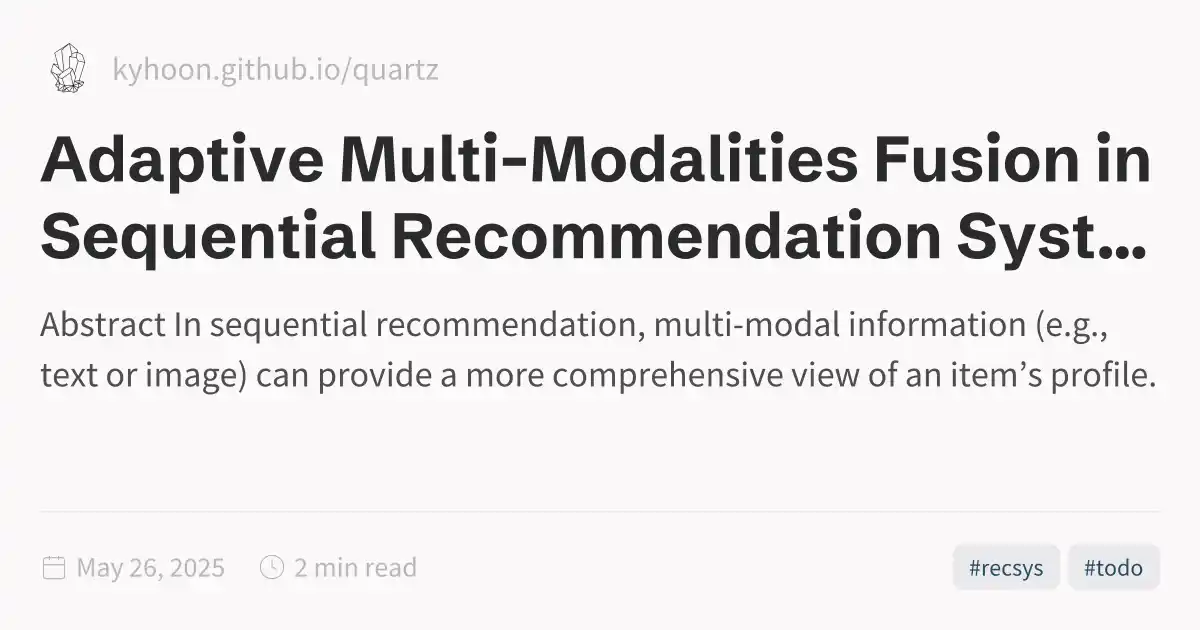 kyhoon.github.io/quartz
Adaptive Multi-Modalities Fusion in
Sequential Recommendation Syst...
Abstract In sequential recommendation, multi-modal information (e.g.,
text or image) can provide a more comprehensive view of an item’s profile.
May 26, 2025 2 min read #recsys #todo